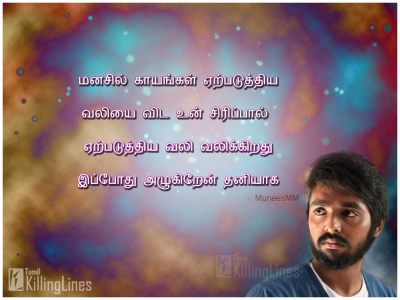 மனசில் காயங்கள் ஏற்படுத்திய
வலியை விட உன் சிரிப்பால்
ஏற்படுத்திய வலி வலிக்கிறது
இப்போது அழுகிறேன் தனியாக
- MuneesMM
Tamil
KillingLines
Tamil
KillingLines